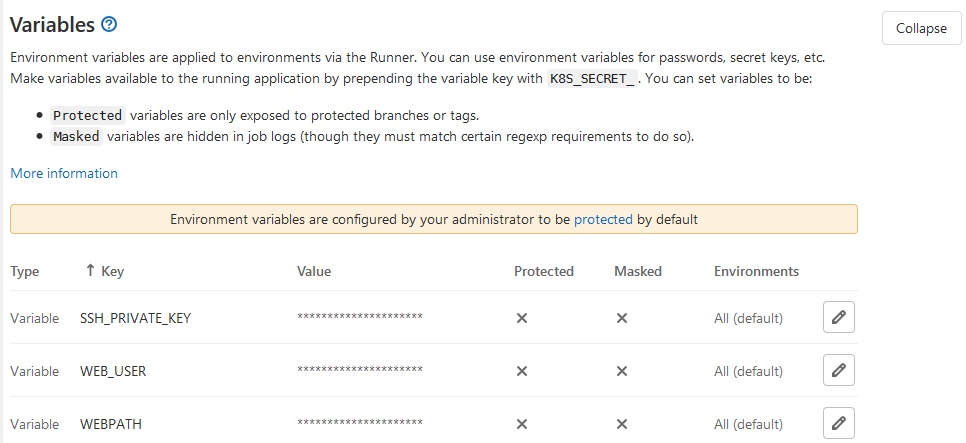 Variables
Collapse
Environment variables are applied to environments via the Runner. You can use environment variables for passwords, secret keys, etc.
Make variables available to the running application by prepending the variable key with K8S_SECRET_ . You can set variables to be:
• Protected variables are only exposed to protected branches or tags.
• Masked variables are hidden in job logs (though they must match certain regexp requirements to do so).
More information
Environment variables are configured by your administrator to be protected by default
Type ↑ Key Value Protected Masked Environments
Variable SSH_PRIVATE_KEY ********************* All (default)
Variable WEB_USER ********************* All (default)
Variable WEBPATH ********************* All (default)